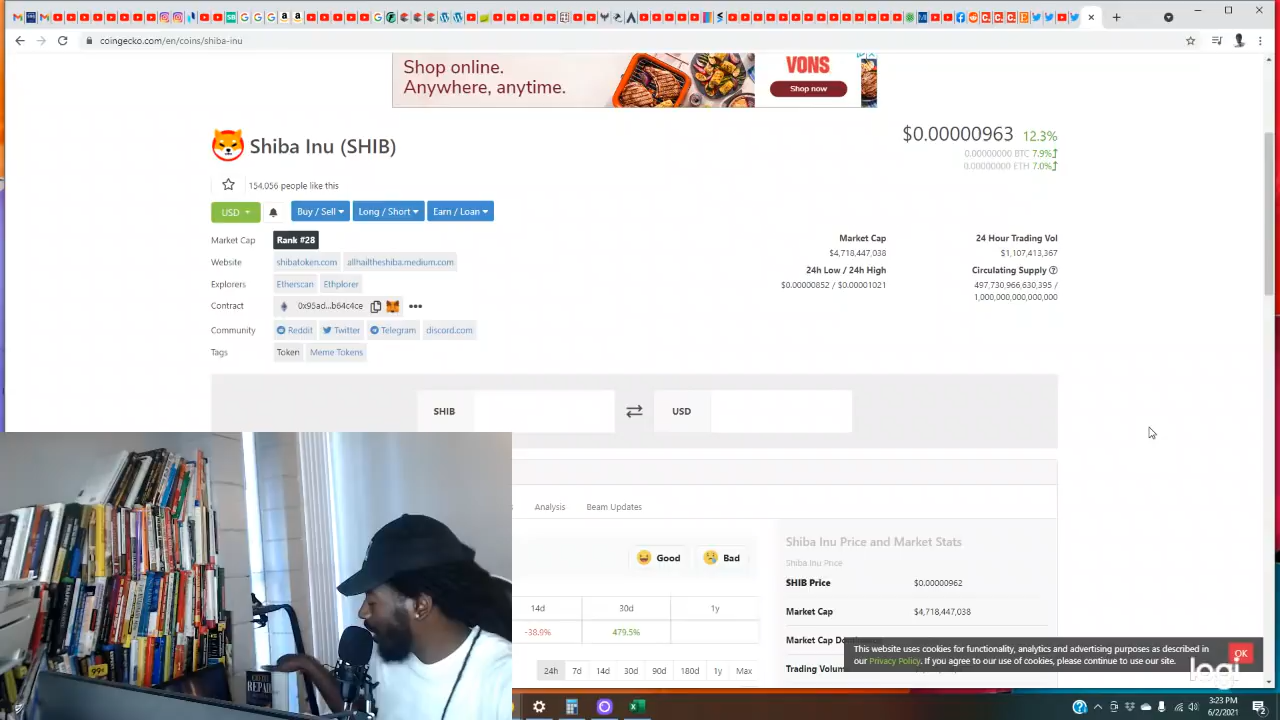 coingecko.com/en/coins/shiba-inu
Shop online.
Anywhere, anytime.
VONS
Shop now
Shiba Inu (SHIB)
$0.00000963 12.3%
0.00000000 BTC 7.9%
0.00000000 ETH 7.0%
154,056 people like this
USD
Buy / Sell
Long / Short
Earn / Loan
Market Cap Rank #28
Website shibatoken.com allhailtheshiba.medium.com
Explorers Etherscan Ethplorer
Contract 0x95ad...b64c4ce •••
Community Reddit Twitter Telegram discord.com
Tags Token Meme Tokens
Market Cap
$4,718,447,038
24 Hour Trading Vol
$1,107,413,367
24h Low / 24h High
$0.00000852 / $0.00001021
Circulating Supply
497,730,966,630,395 /
1,000,000,000,000,000
SHIB
USD
Analysis Beam Updates
Good Bad
14d 30d 1y
-38.9% 479.5%
24h 7d 14d 30d 90d 180d 1y Max
Shiba Inu Price and Market Stats
Shiba Inu Price
SHIB Price $0.00000962
Market Cap $4,718,447,038
Market Cap
Trading
This website uses cookies for functionality, analytics and advertising purposes as described in
our Privacy Policy. If you agree to our use of cookies, please continue to use our site.
OK
logi
REPAIR
3:23 PM
6/2/2021
2